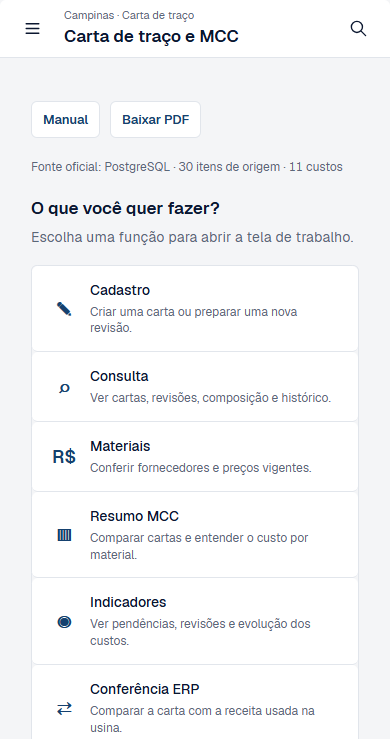 Campinas · Carta de traço
Carta de traço e MCC
Manual
Baixar PDF
Fonte oficial: PostgreSQL · 30 itens de origem · 11 custos
O que você quer fazer?
Escolha uma função para abrir a tela de trabalho.
Cadastro
Criar uma carta ou preparar uma nova
revisão.
Consulta
Ver cartas, revisões, composição e histórico.
R$
Materiais
Conferir fornecedores e preços vigentes.
Resumo MCC
Comparar cartas e entender o custo por
material.
Indicadores
Ver pendências, revisões e evolução dos
custos.
Conferência ERP
Comparar a carta com a receita usada na
usina.